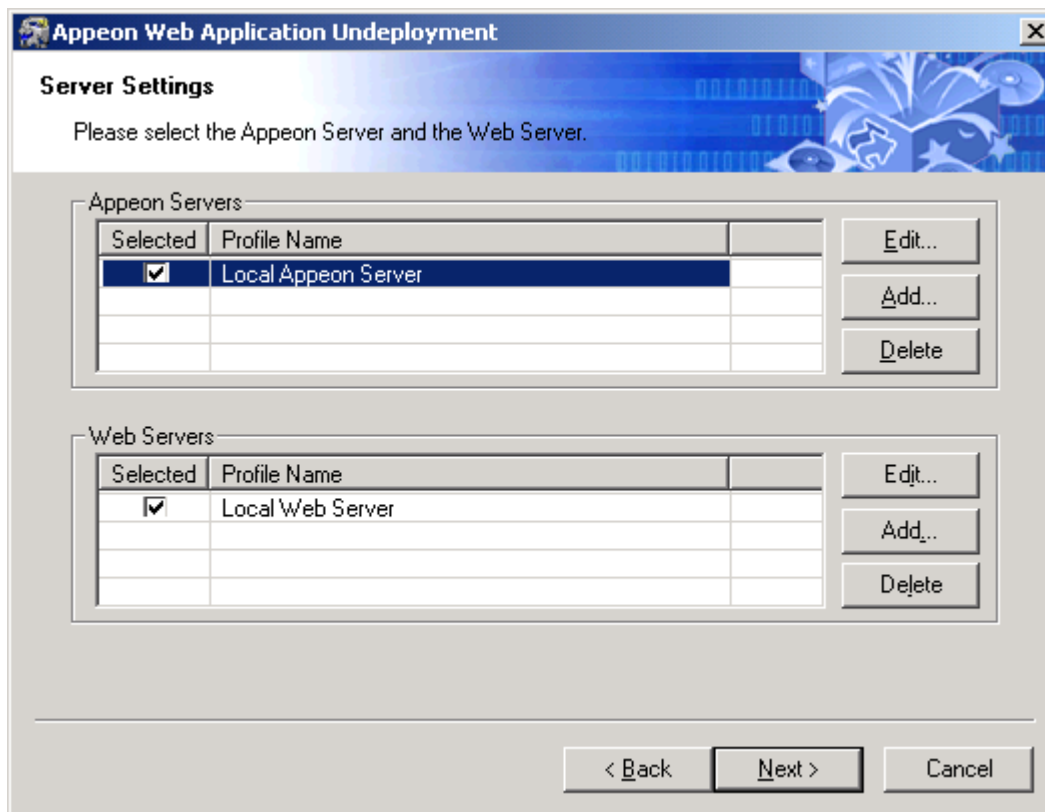 Appeon Web Application Undeployment
Server Settings
Please select the Appeon Server and the Web Server.
Appeon Servers
Selected Profile Name
Edit...
Local Appeon Server
Add...
Delete
Web Servers
Selected Profile Name
Edit...
Local Web Server
Add...
Delete
< Back Next > Cancel